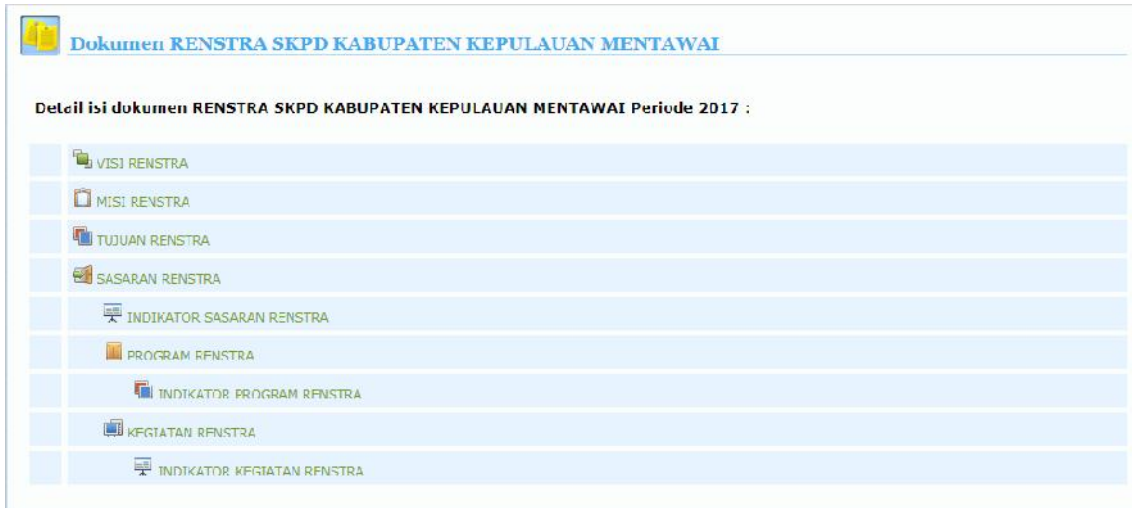 Dokumen RENSTRA SKPD KABUPATEN KEPULAUAN MENTAWAI
Detail isi dokumen RENSTRA SKPD KABUPATEN KEPULAUAN MENTAWAI Periode 2017 :
VISI RENSTRA
MISI RENSTRA
TUJUAN RENSTRA
SASARAN RENSTRA
INDIKATOR SASARAN RENSTRA
PROGRAM RENSTRA
INDIKATOR PROGRAM RENSTRA
KEGIATAN RENSTRA
INDIKATOR KEGIATAN RENSTRA